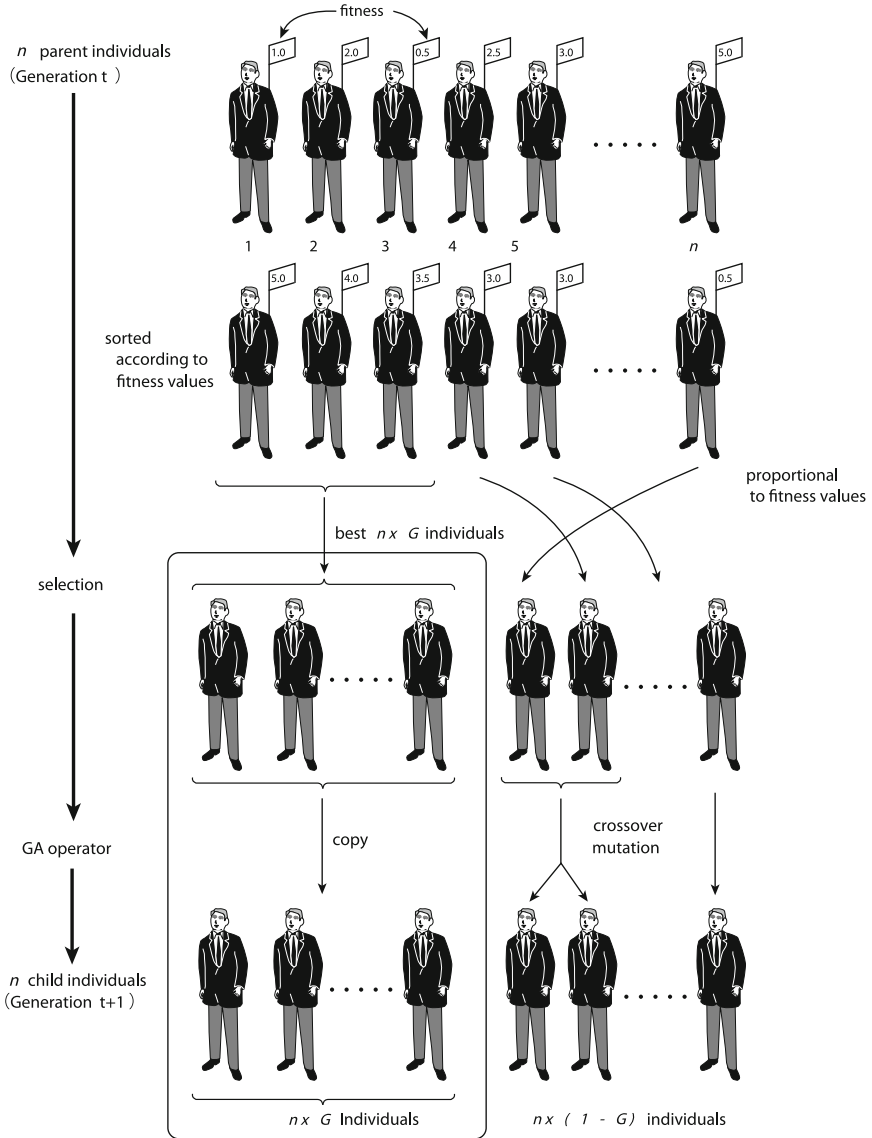 fitness
n parent individuals
(Generation t )
1.0
2.0
0.5
2.5
3.0
5.0
. . . . .
1
2
3
4
5
n
5.0
4.0
3.5
3.0
3.0
0.5
sorted
according to
fitness values
. . . . .
proportional
to fitness values
best n x G individuals
selection
. . . . .
. . . . .
GA operator
copy
crossover
mutation
n child individuals
(Generation t+1)
. . . . .
. . . . .
n x G Individuals
n x ( 1 - G) individuals